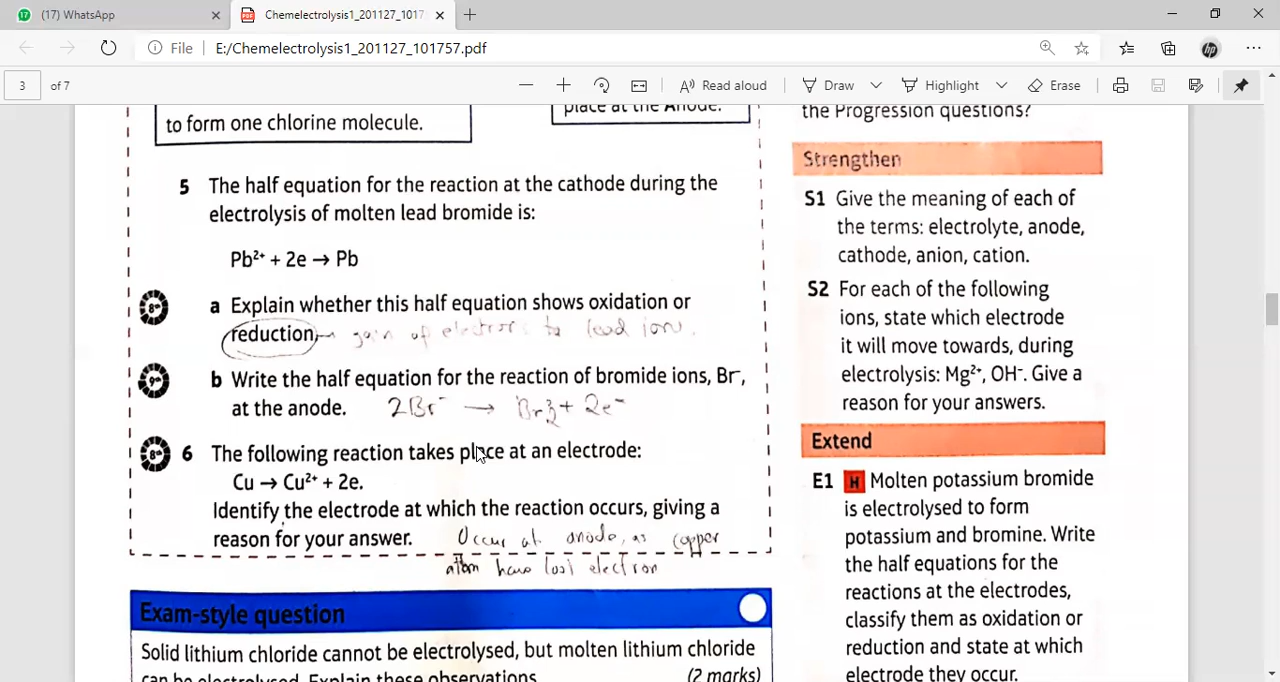 (17) WhatsApp
Chemelectrolysis1_201127_1017
File E:/Chemelectrolysis1_201127_101757.pdf
3 of 7
Read aloud
Draw
Highlight
Erase
to form one chlorine molecule.
place at the Anode.
5 The half equation for the reaction at the cathode during the
electrolysis of molten lead bromide is:
Pb²⁺ + 2e → Pb
8th
a Explain whether this half equation shows oxidation or
reduction. gain of electrons to lead ions.
9th
b Write the half equation for the reaction of bromide ions, Br⁻,
at the anode. 2Br⁻ → Br₂ + 2e⁻
8th
6 The following reaction takes place at an electrode:
Cu → Cu²⁺ + 2e.
Identify the electrode at which the reaction occurs, giving a
reason for your answer. Occur at anode, as copper
atom have lost electron
Exam-style question
Solid lithium chloride cannot be electrolysed, but molten lithium chloride
can be electrolysed. Explain these observations.
(2 marks)
the Progression questions?
Strengthen
S1 Give the meaning of each of
the terms: electrolyte, anode,
cathode, anion, cation.
S2 For each of the following
ions, state which electrode
it will move towards, during
electrolysis: Mg²⁺, OH⁻. Give a
reason for your answers.
Extend
E1 H Molten potassium bromide
is electrolysed to form
potassium and bromine. Write
the half equations for the
reactions at the electrodes,
classify them as oxidation or
reduction and state at which
electrode they occur.